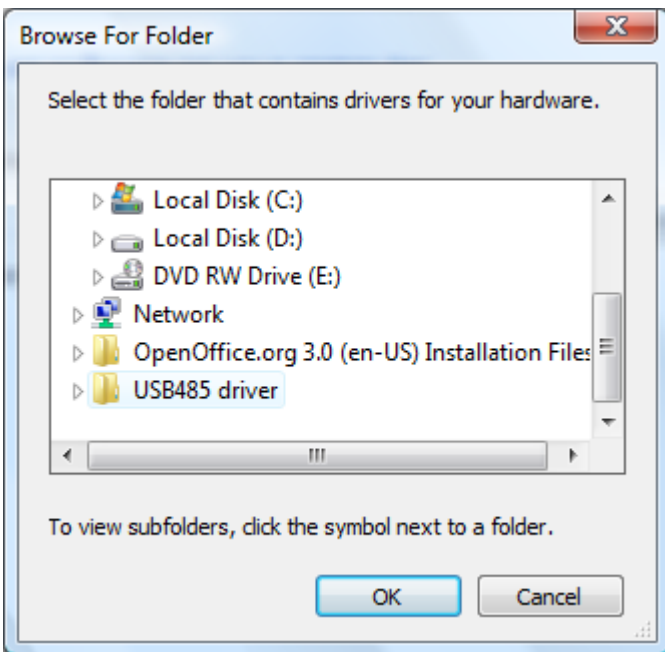 Browse For Folder
Select the folder that contains drivers for your hardware.
Local Disk (C:)
Local Disk (D:)
DVD RW Drive (E:)
Network
OpenOffice.org 3.0 (en-US) Installation Files
USB485 driver
To view subfolders, click the symbol next to a folder.
OK Cancel